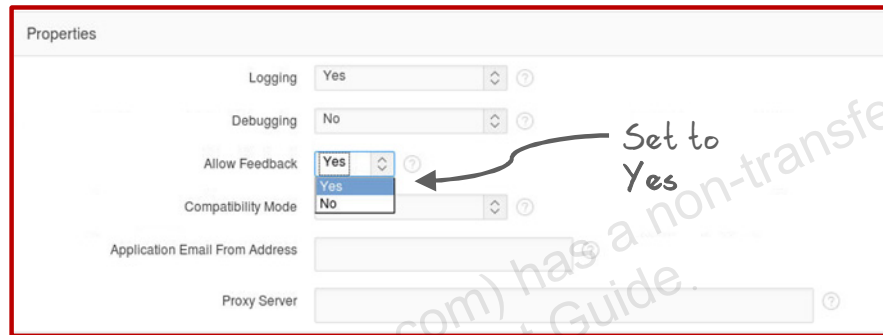 Properties
Logging Yes
Debugging No
Allow Feedback Yes
Yes
No
Set to
Yes
Compatibility Mode
Application Email From Address
Proxy Server
com) has a non-transfe
t Guide.